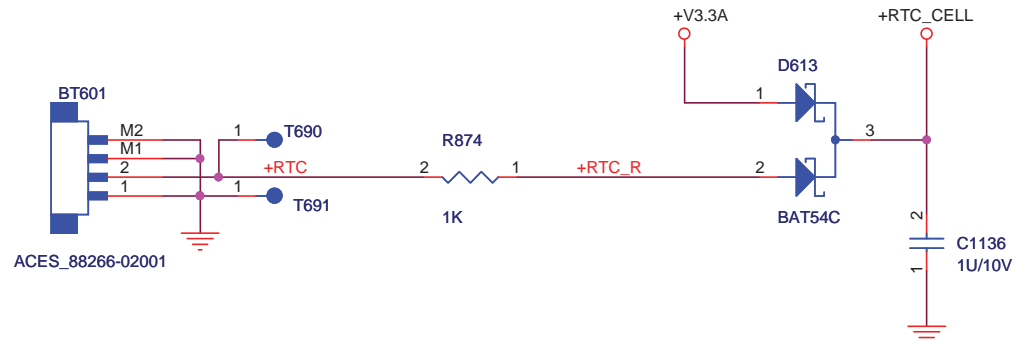 +V3.3A
+RTC_CELL
D613
BT601
1
M2
1
T690
R874
3
M1
2
+RTC
2
1
+RTC_R
2
1
1
T691
1K
BAT54C
2
C1136
ACES_88266-02001
1
1U/10V